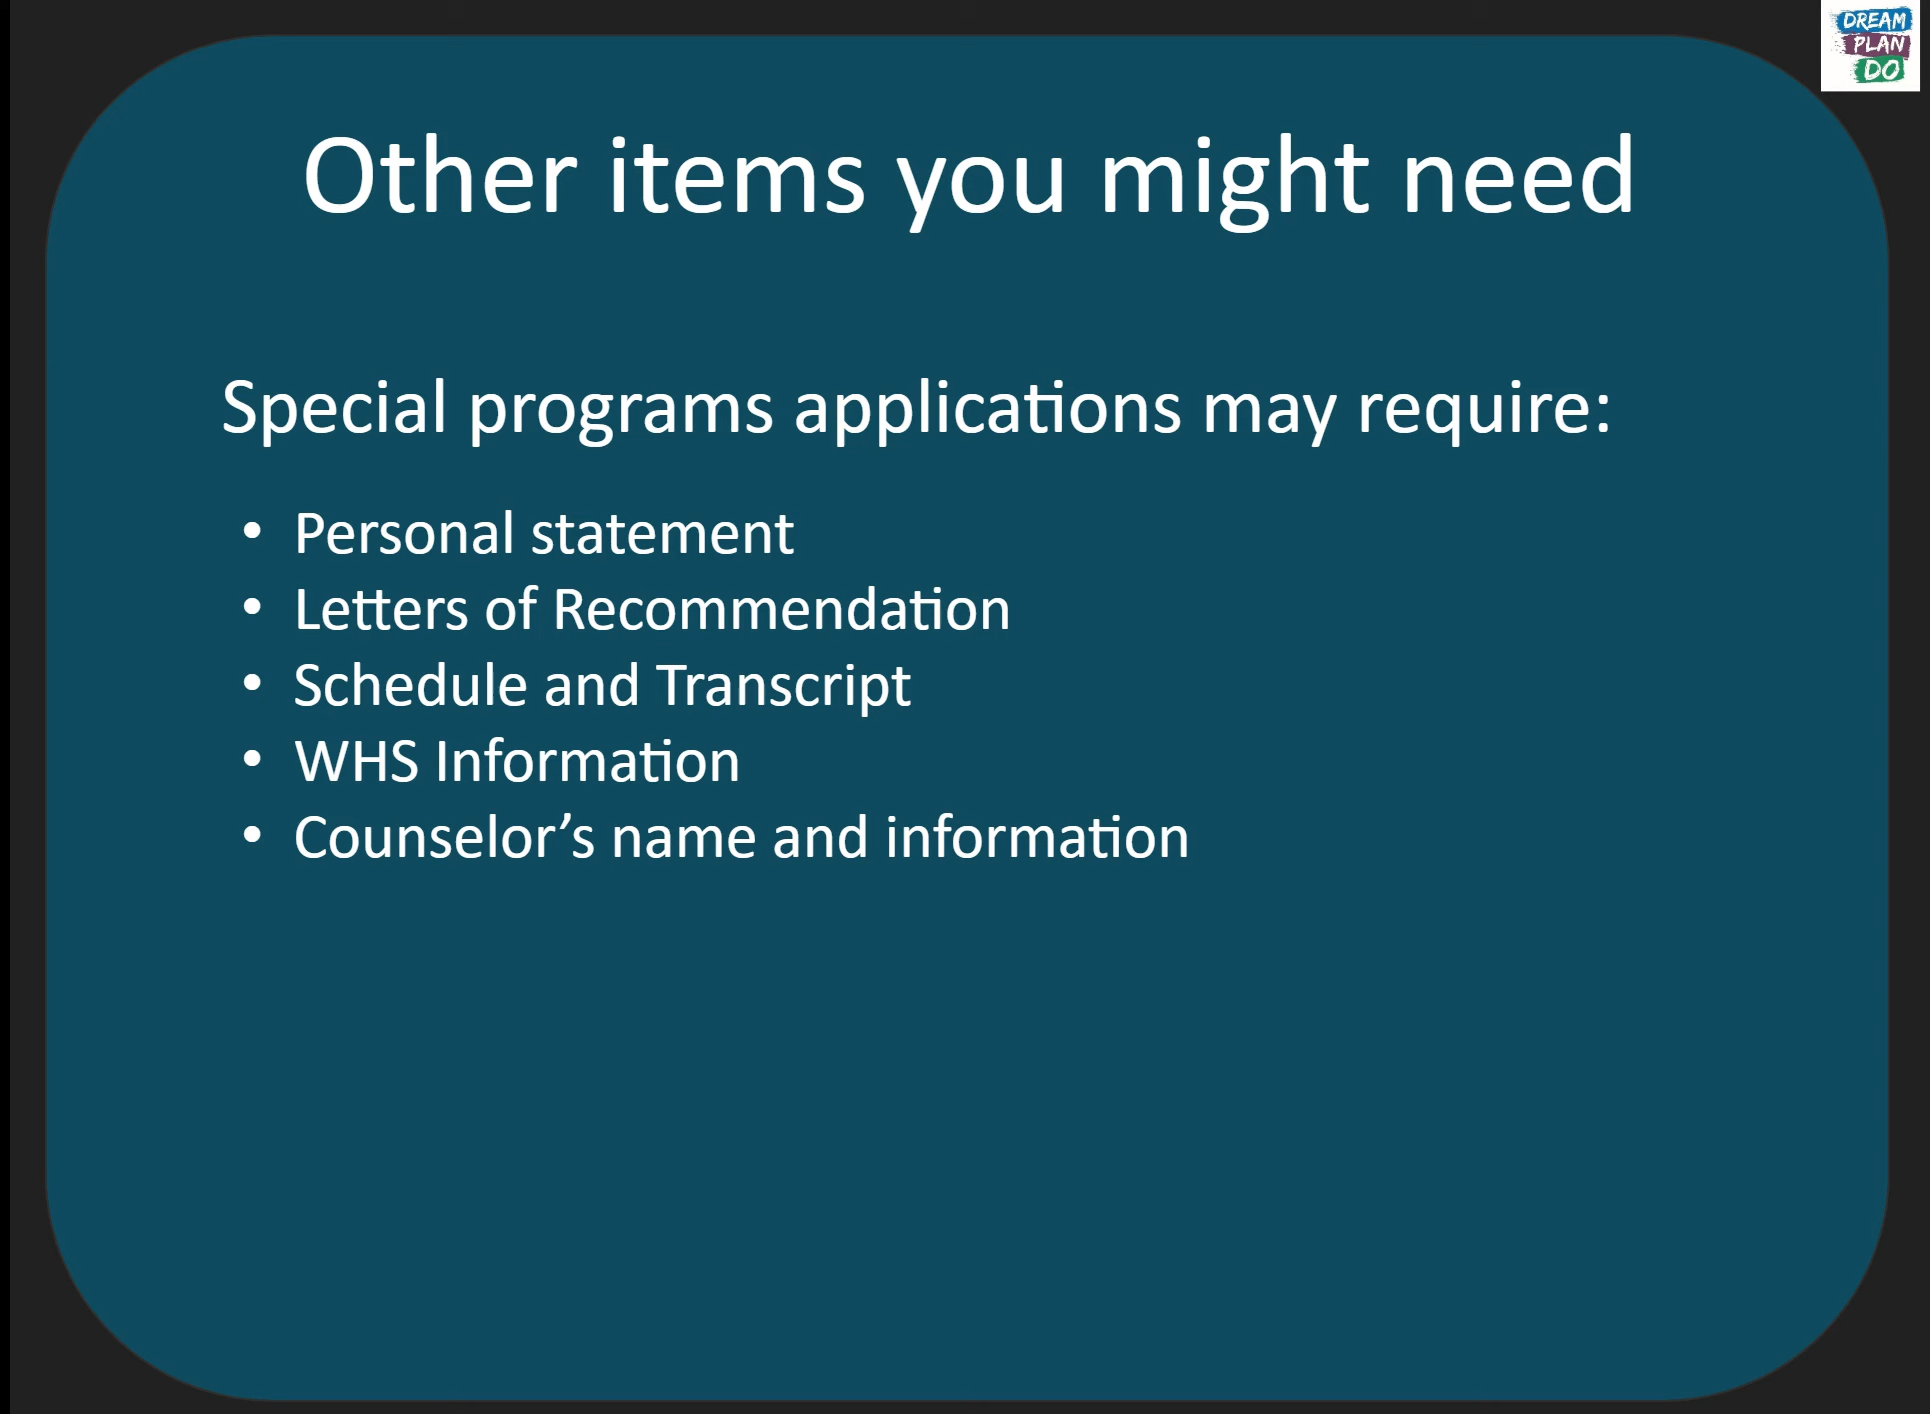 DREAM
PLAN
DO
Other items you might need
Special programs applications may require:
• Personal statement
• Letters of Recommendation
• Schedule and Transcript
• WHS Information
• Counselor’s name and information